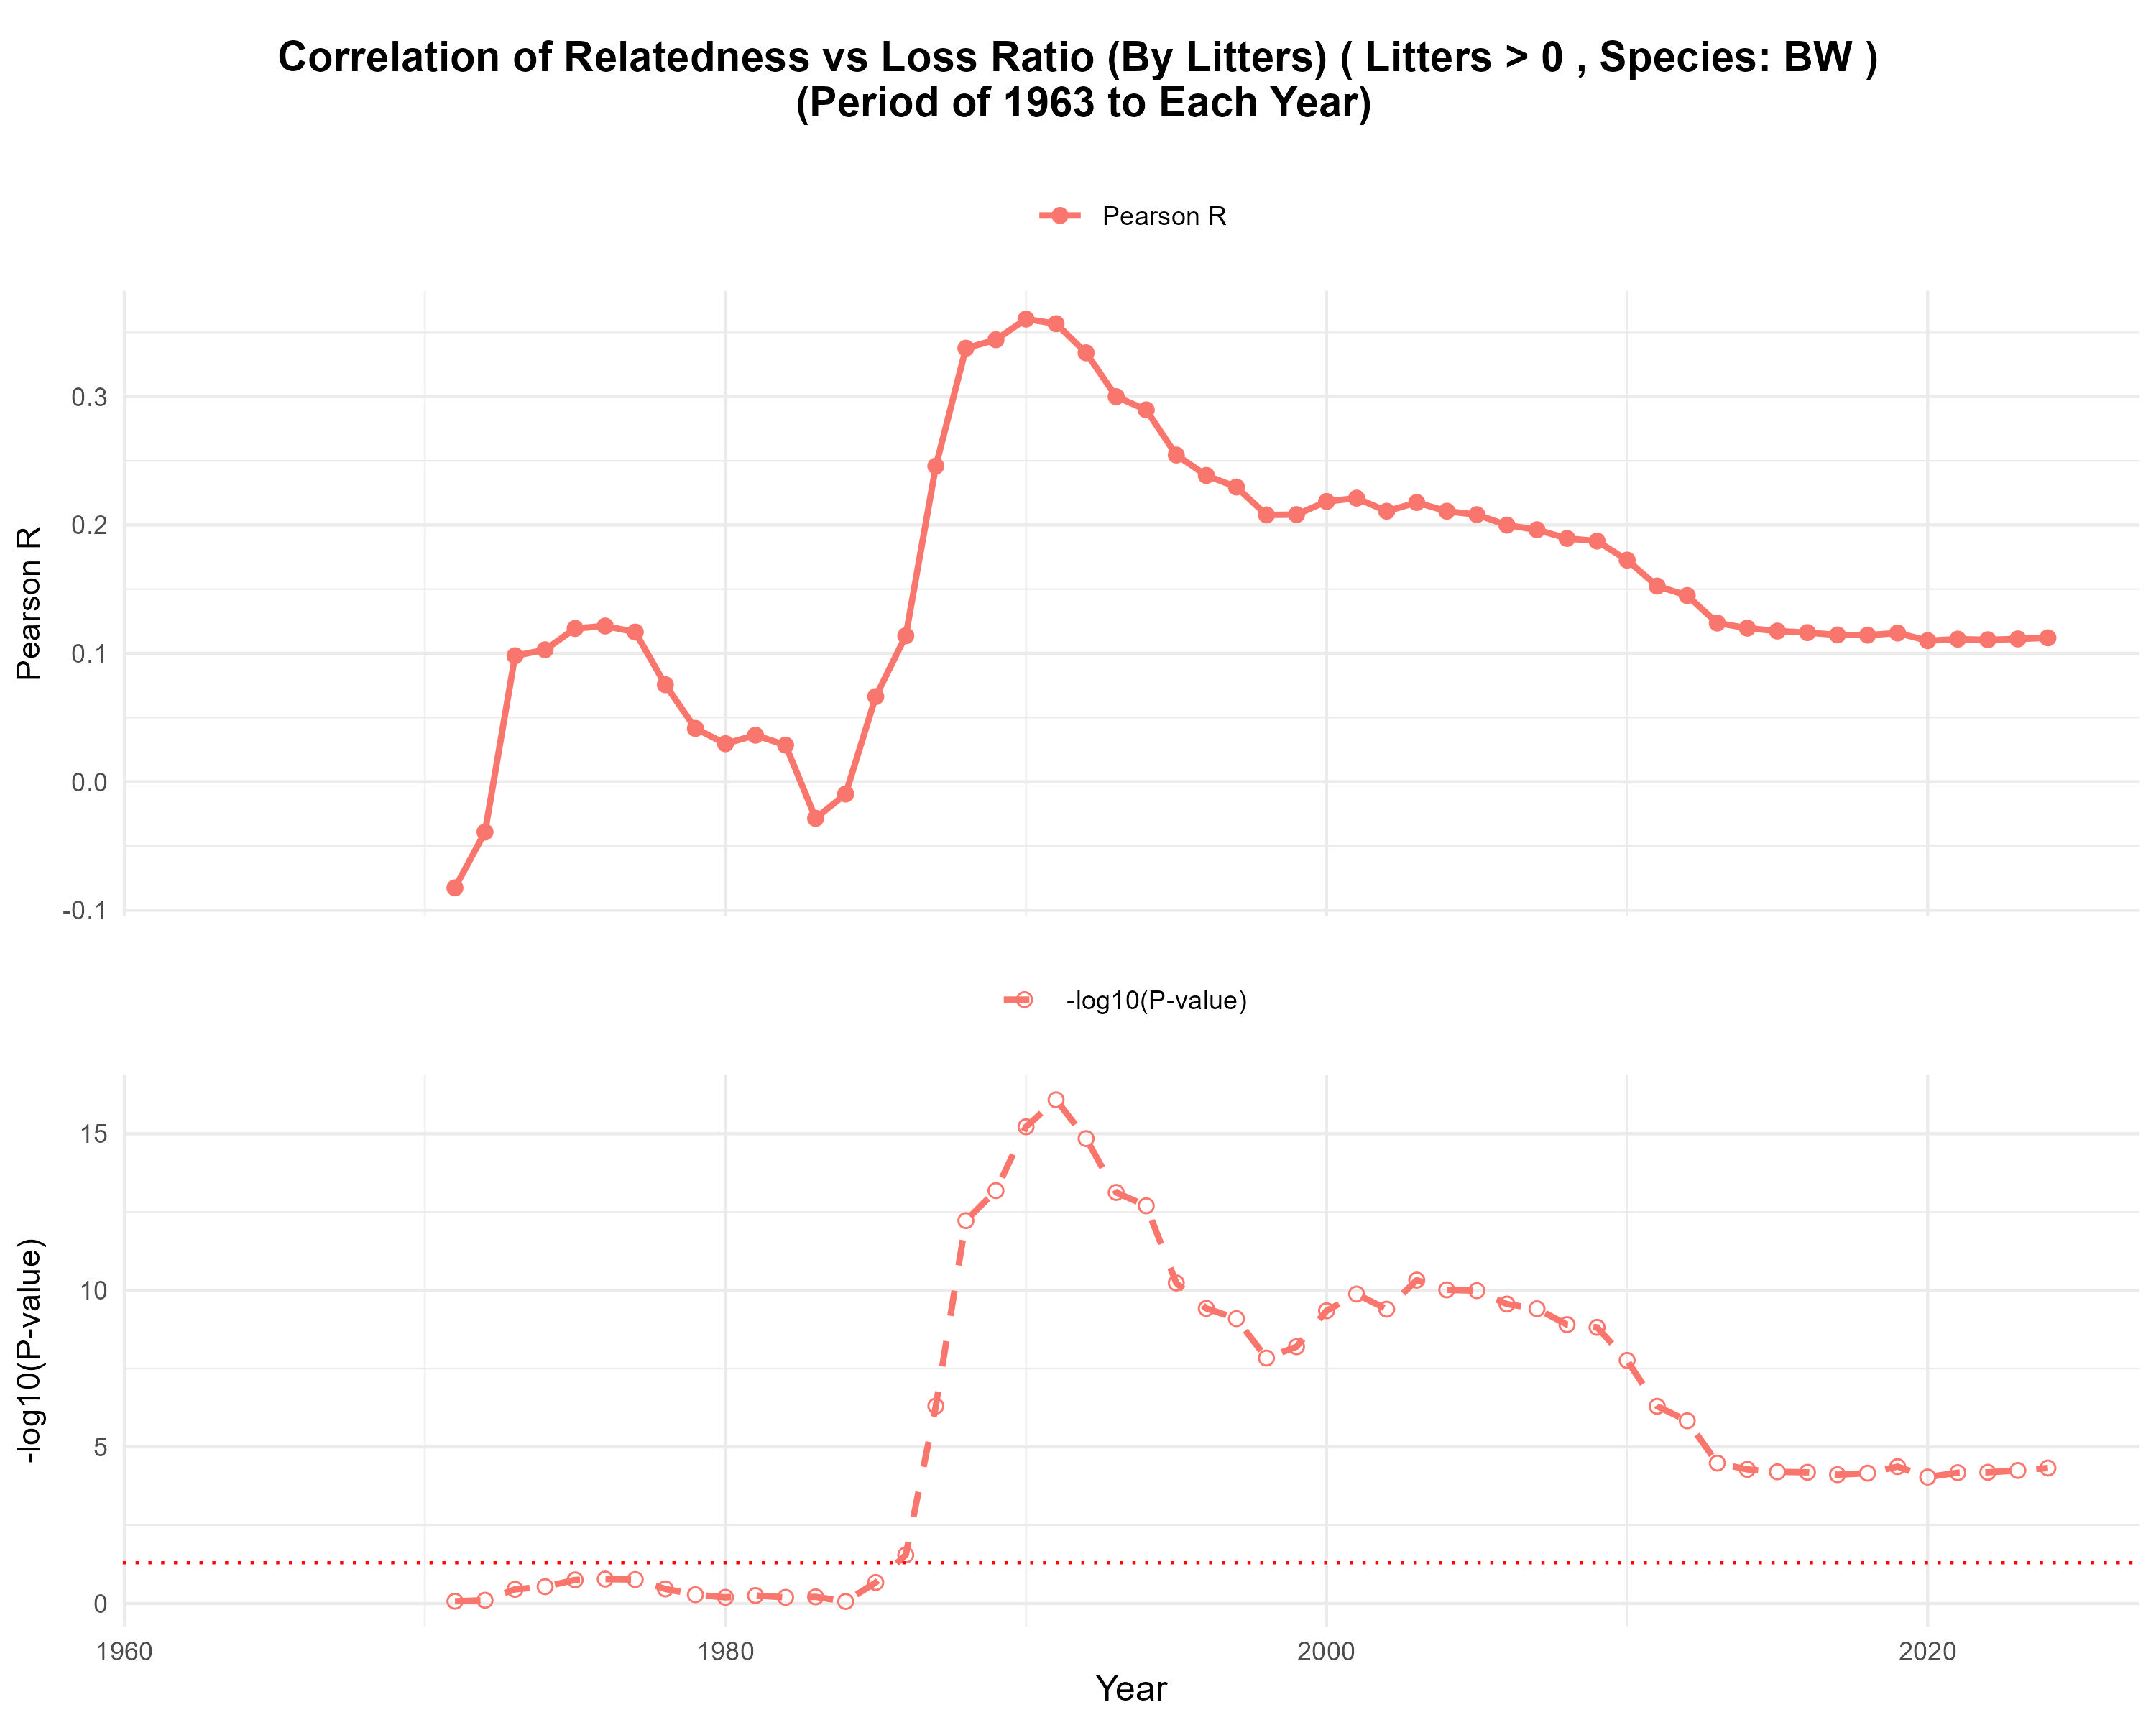 Correlation of Relatedness vs Loss Ratio (By Litters) ( Litters > 0 , Species: BW )
(Period of 1963 to Each Year)
Pearson R
Pearson R
0.3
0.2
0.1
0.0
-0.1
-log10(P-value)
-log10(P-value)
15
10
5
0
1960
1980
2000
2020
Year